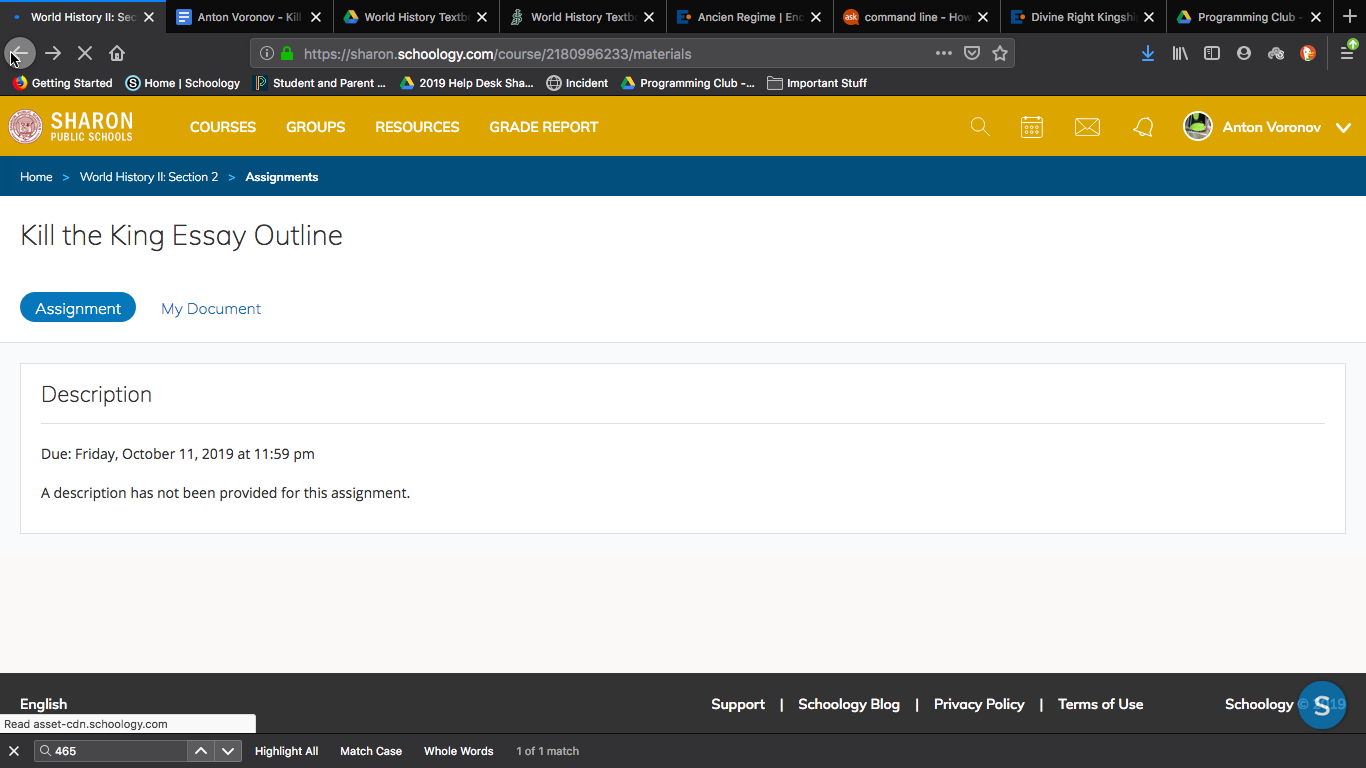 World History II: Sec
Anton Voronov - Kil
World History Textb
World History Textb
Ancien Regime | Enc
command line - How
Divine Right Kingshi
Programming Club -
https://sharon.schoology.com/course/2180996233/materials
Getting Started
Home | Schoology
Student and Parent ...
2019 Help Desk Sha...
Incident
Programming Club -...
Important Stuff
SHARON
PUBLIC SCHOOLS
COURSES
GROUPS
RESOURCES
GRADE REPORT
Anton Voronov
Home > World History II: Section 2 > Assignments
Kill the King Essay Outline
Assignment
My Document
Description
Due: Friday, October 11, 2019 at 11:59 pm
A description has not been provided for this assignment.
English
Support | Schoology Blog | Privacy Policy | Terms of Use
Schoology © 2019
S
Read asset-cdn.schoology.com
465
Highlight All
Match Case
Whole Words
1 of 1 match